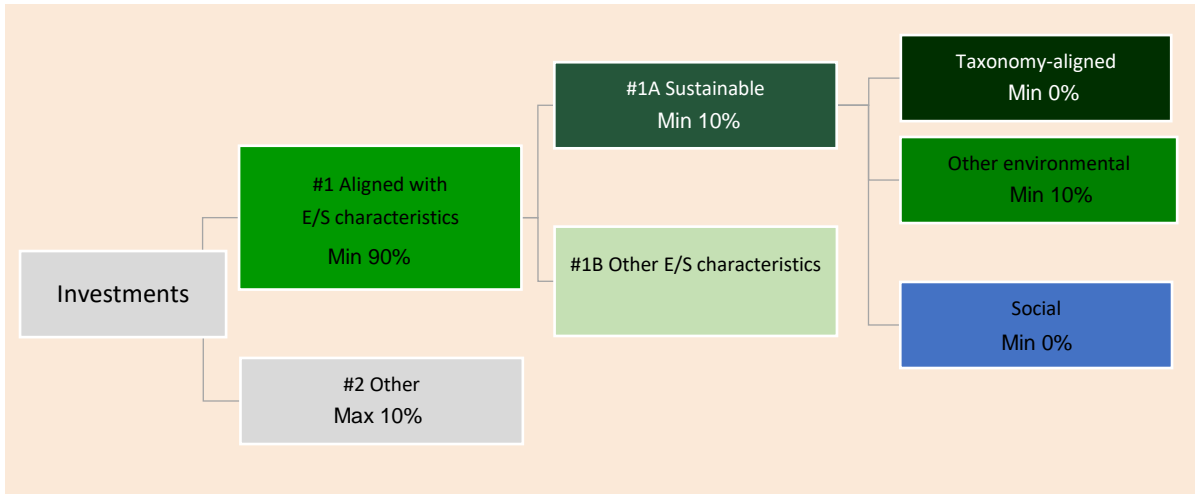 Investments
#1 Aligned with
E/S characteristics
Min 90%
#2 Other
Max 10%
#1A Sustainable
Min 10%
#1B Other E/S characteristics
Taxonomy-aligned
Min 0%
Other environmental
Min 10%
Social
Min 0%